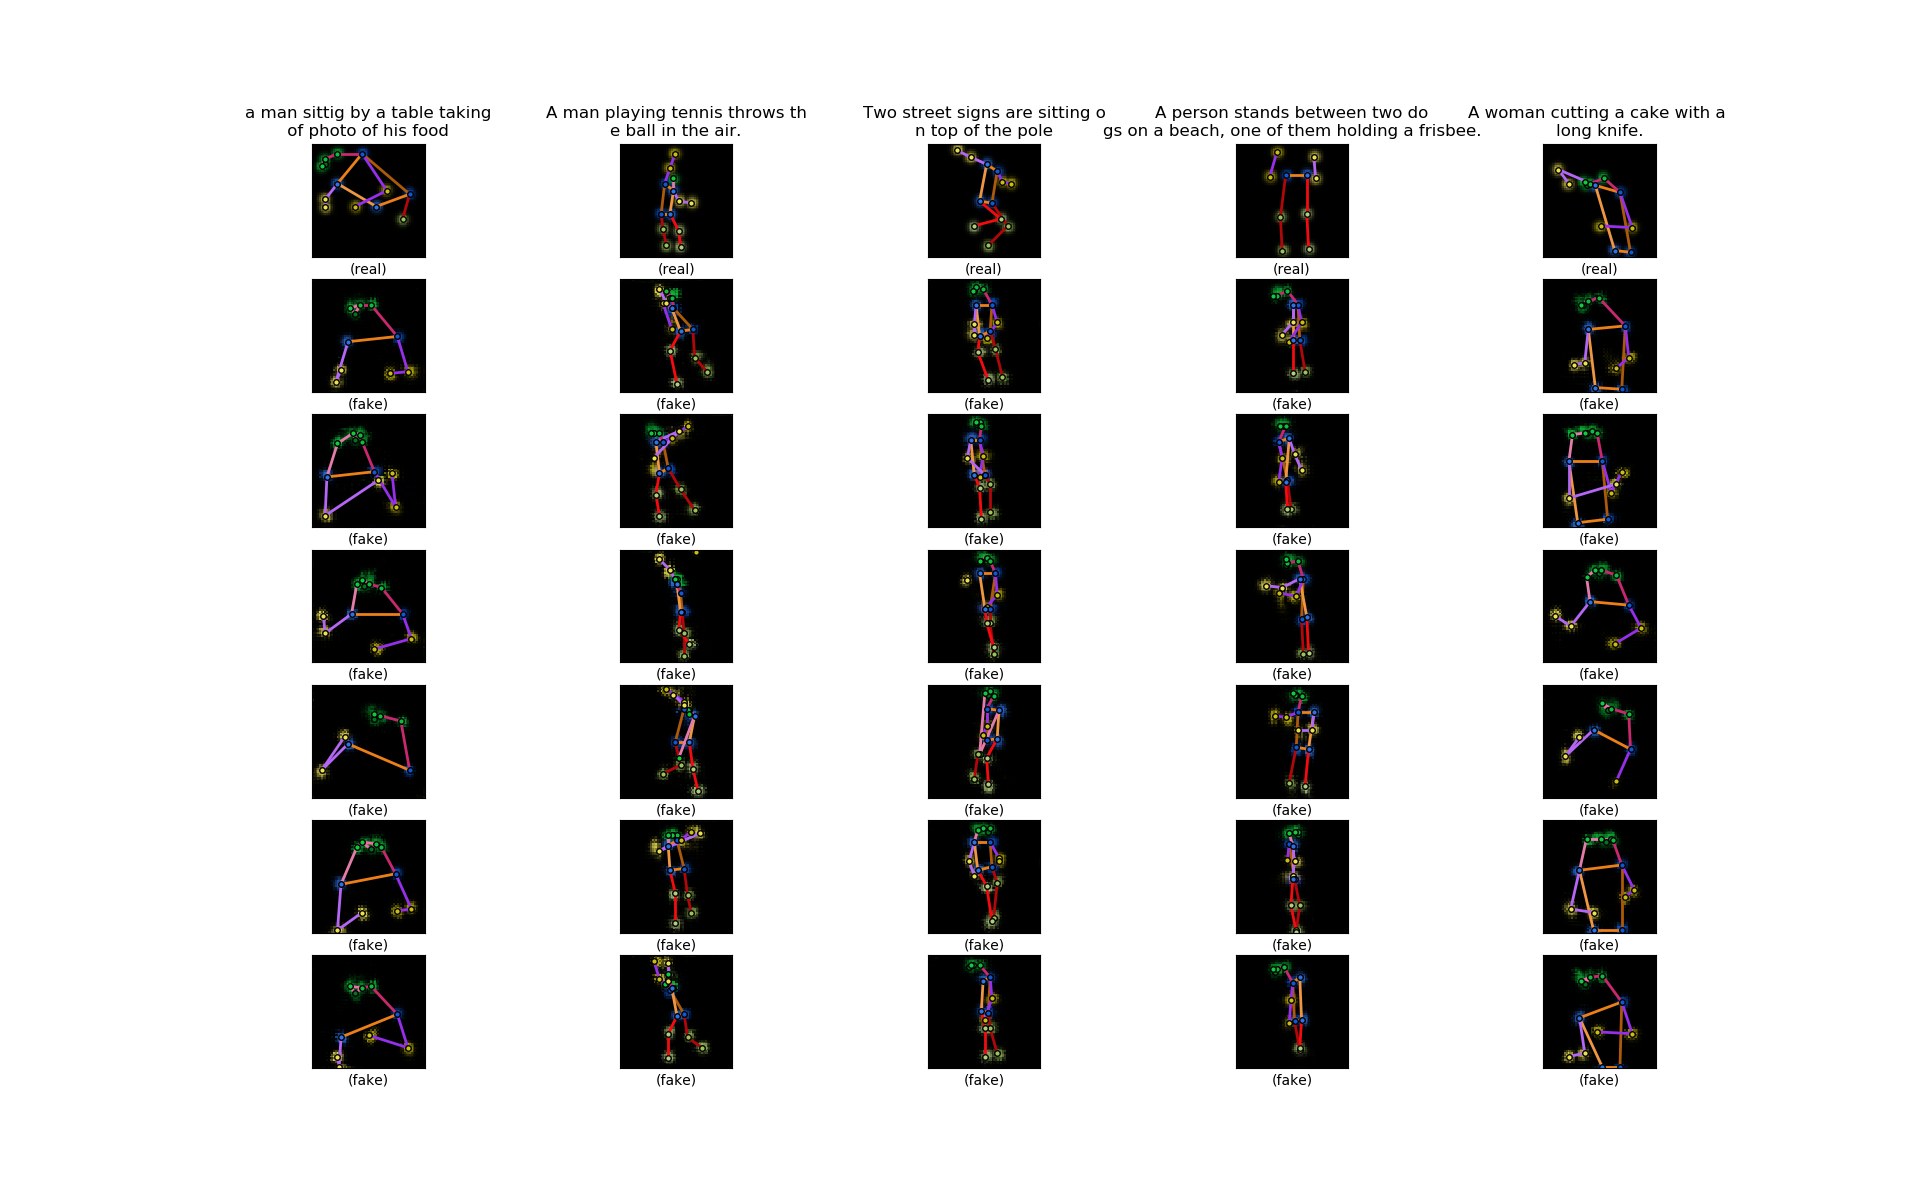 a man sittig by a table taking
of photo of his food
A man playing tennis throws th
e ball in the air.
Two street signs are sitting o
n top of the pole
A person stands between two do
gs on a beach, one of them holding a frisbee.
A woman cutting a cake with a
long knife.
(real) (real) (real) (real) (real)
(fake) (fake) (fake) (fake) (fake)
(fake) (fake) (fake) (fake) (fake)
(fake) (fake) (fake) (fake) (fake)
(fake) (fake) (fake) (fake) (fake)
(fake) (fake) (fake) (fake) (fake)
(fake) (fake) (fake) (fake) (fake)